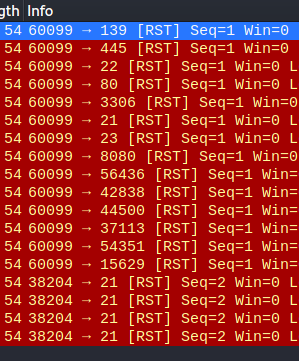 gth Info
54 60099 → 139 [RST] Seq=1 Win=0
54 60099 → 445 [RST] Seq=1 Win=0
54 60099 → 22 [RST] Seq=1 Win=0 L
54 60099 → 80 [RST] Seq=1 Win=0 L
54 60099 → 3306 [RST] Seq=1 Win=0
54 60099 → 21 [RST] Seq=1 Win=0 L
54 60099 → 23 [RST] Seq=1 Win=0 L
54 60099 → 8080 [RST] Seq=1 Win=0
54 60099 → 56436 [RST] Seq=1 Win=
54 60099 → 42838 [RST] Seq=1 Win=
54 60099 → 44500 [RST] Seq=1 Win=
54 60099 → 37113 [RST] Seq=1 Win=
54 60099 → 54351 [RST] Seq=1 Win=
54 60099 → 15629 [RST] Seq=1 Win=
54 38204 → 21 [RST] Seq=2 Win=0 L
54 38204 → 21 [RST] Seq=2 Win=0 L
54 38204 → 21 [RST] Seq=2 Win=0 L
54 38204 → 21 [RST] Seq=2 Win=0 L